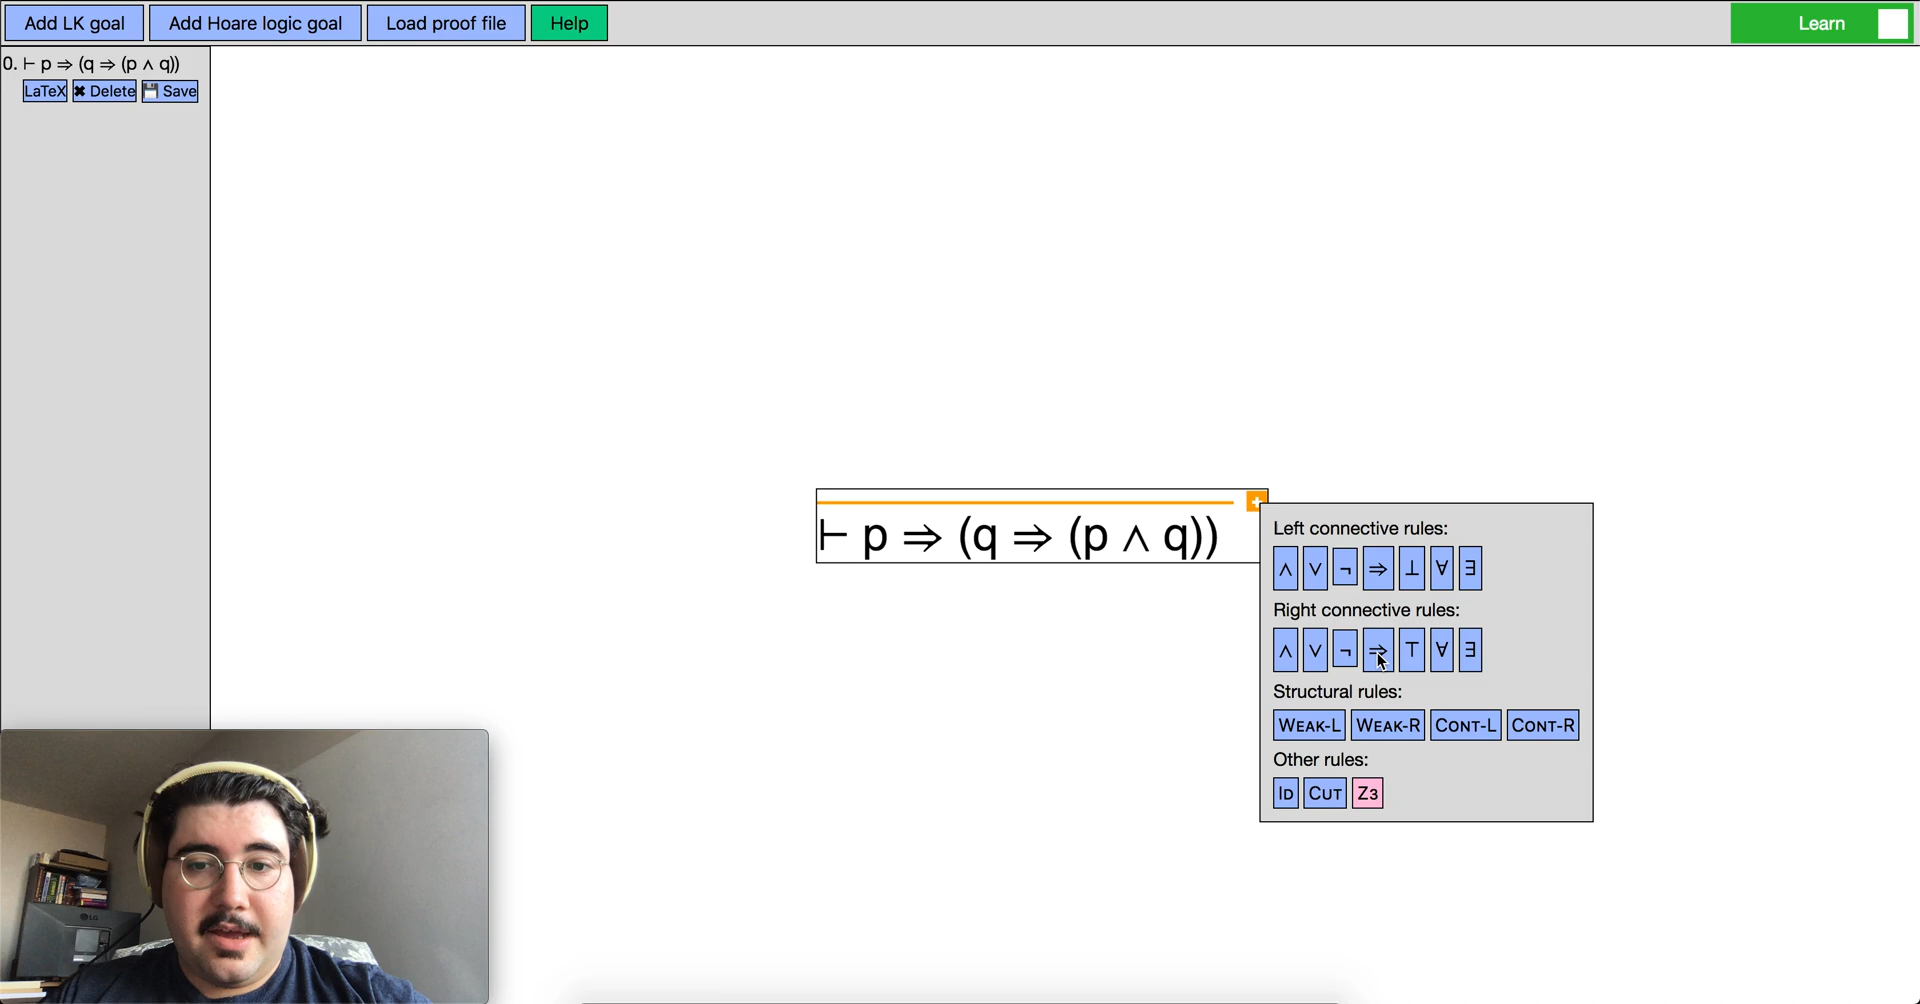 Add LK goal Add Hoare logic goal Load proof file Help Learn
0. ⊢ p ⇒ (q ⇒ (p ∧ q))
LaTeX ✖ Delete 💾 Save
⊢ p ⇒ (q ⇒ (p ∧ q))
+
Left connective rules:
∧ ∨ ¬ ⇒ ⊥ ∀ ∃
Right connective rules:
∧ ∨ ¬ ⇒ ⊤ ∀ ∃
Structural rules:
WEAK-L WEAK-R CONT-L CONT-R
Other rules:
ID CUT Z3
LG